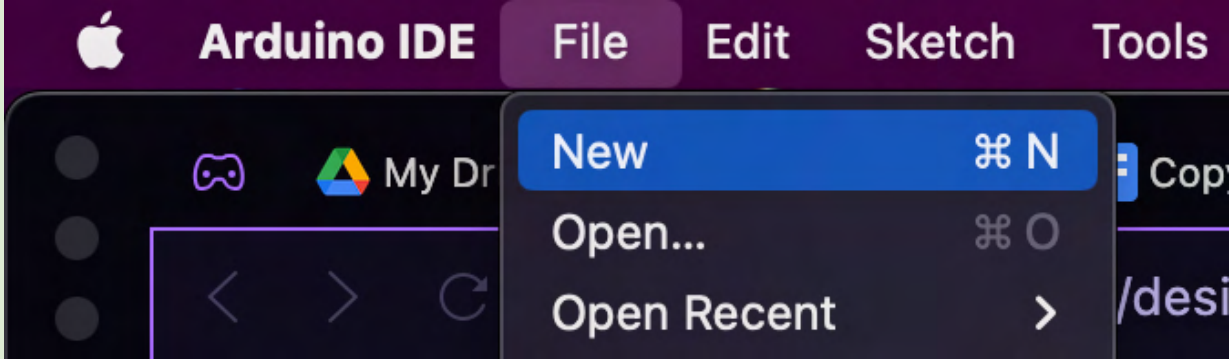 Arduino IDE File Edit Sketch Tools
My Dr
New ⌘ N
Copy
Open... ⌘ O
Open Recent >
/desi